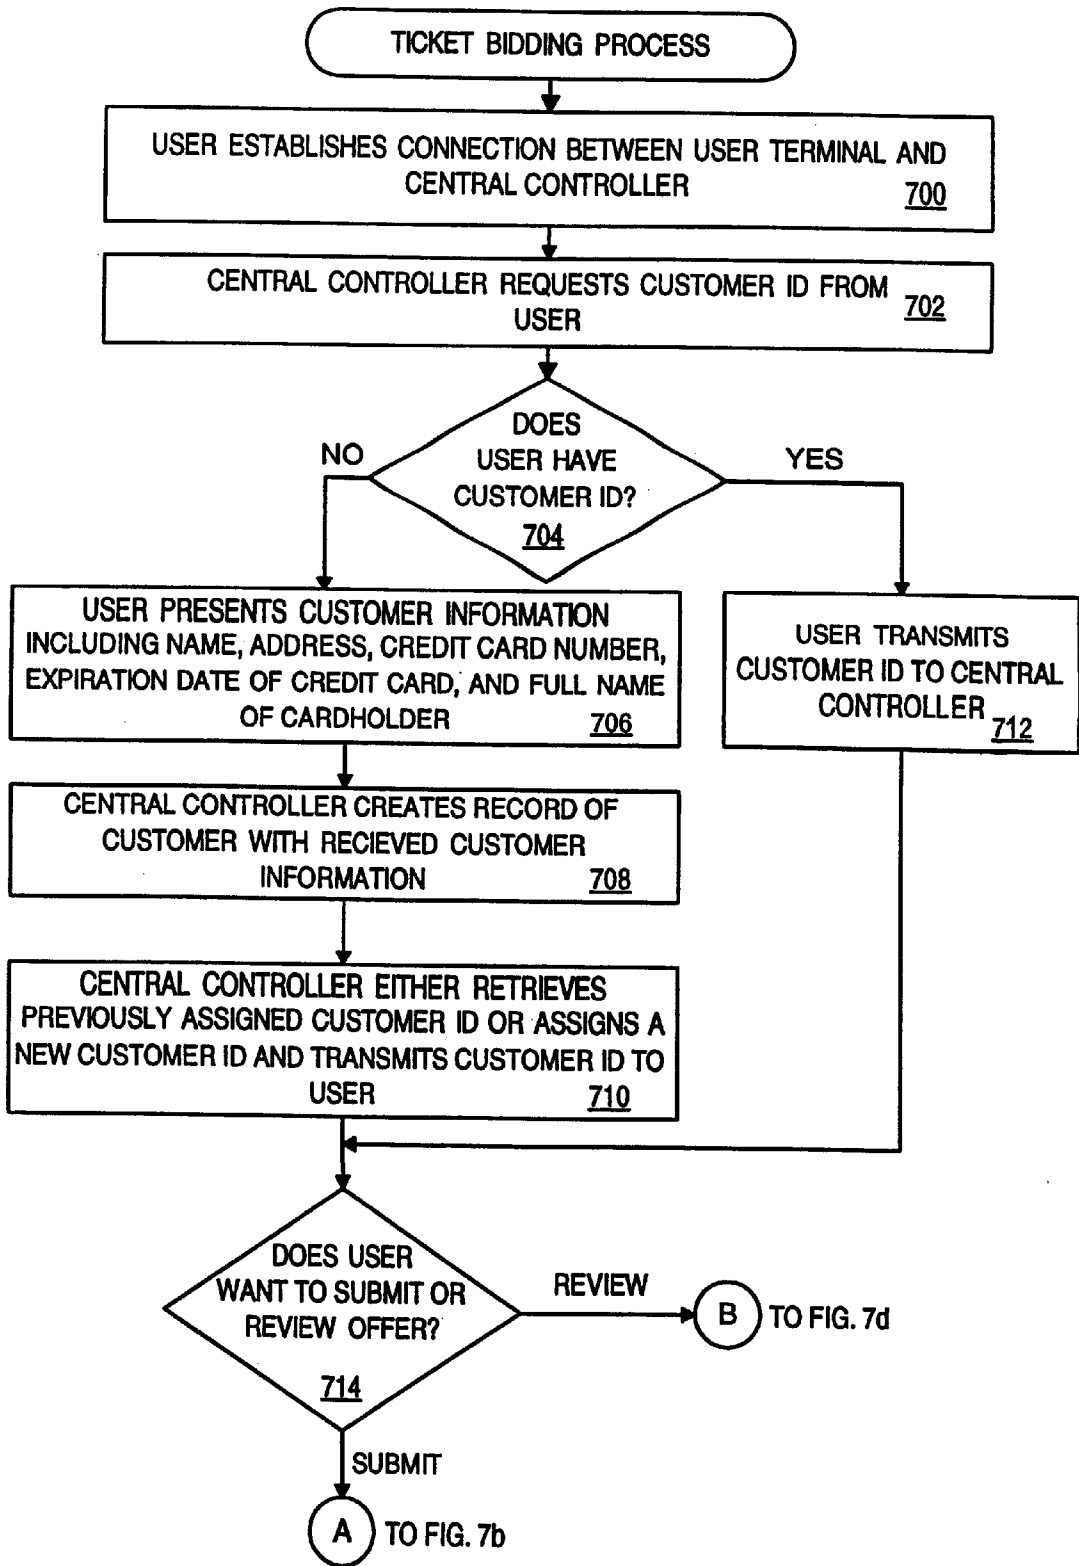 TICKET BIDDING PROCESS
USER ESTABLISHES CONNECTION BETWEEN USER TERMINAL AND
CENTRAL CONTROLLER 700
CENTRAL CONTROLLER REQUESTS CUSTOMER ID FROM
USER 702
DOES
USER HAVE
CUSTOMER ID?
704
NO
YES
USER PRESENTS CUSTOMER INFORMATION
INCLUDING NAME, ADDRESS, CREDIT CARD NUMBER,
EXPIRATION DATE OF CREDIT CARD, AND FULL NAME
OF CARDHOLDER 706
USER TRANSMITS
CUSTOMER ID TO CENTRAL
CONTROLLER 712
CENTRAL CONTROLLER CREATES RECORD OF
CUSTOMER WITH RECIEVED CUSTOMER
INFORMATION 708
CENTRAL CONTROLLER EITHER RETRIEVES
PREVIOUSLY ASSIGNED CUSTOMER ID OR ASSIGNS A
NEW CUSTOMER ID AND TRANSMITS CUSTOMER ID TO
USER 710
DOES USER
WANT TO SUBMIT OR
REVIEW OFFER?
714
REVIEW
B TO FIG. 7d
SUBMIT
A TO FIG. 7b